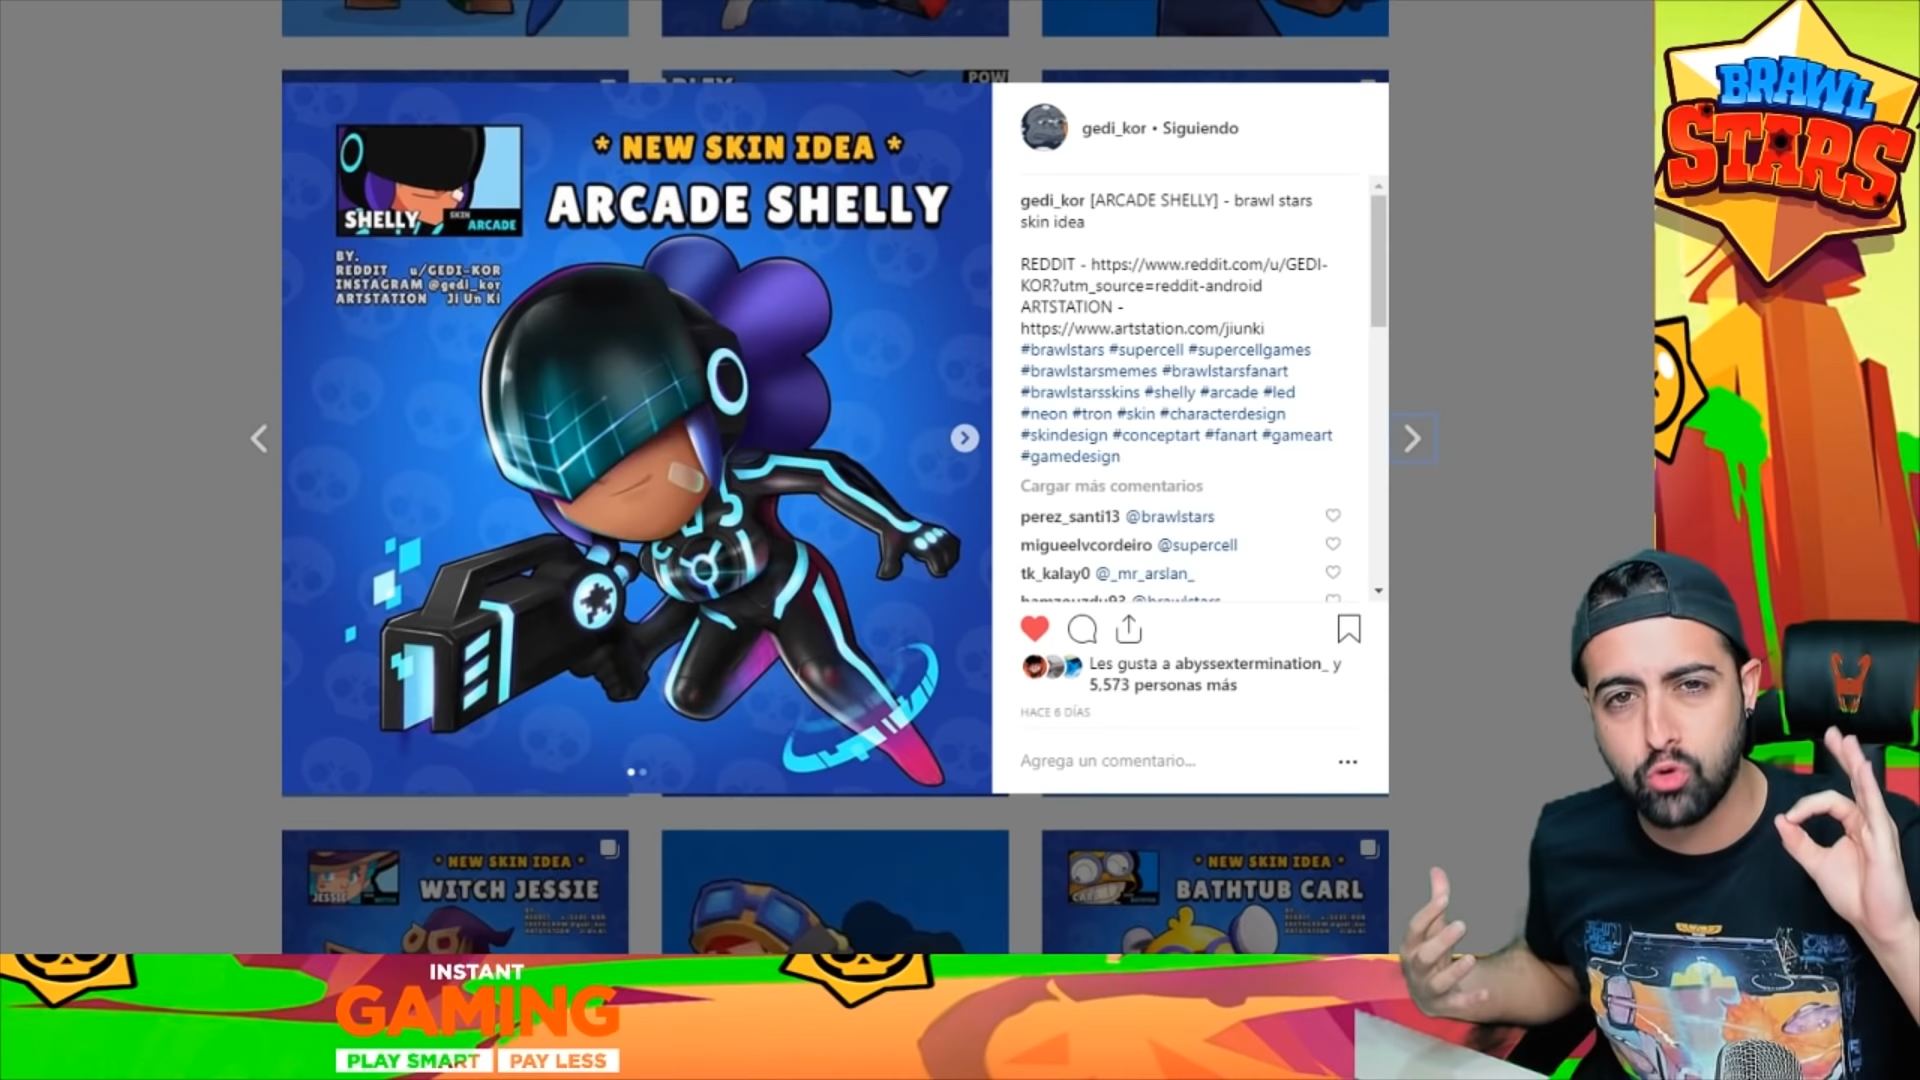 POW
* NEW SKIN IDEA *
ARCADE SHELLY
SHELLY
SKIN
ARCADE
BY.
REDDIT u/GEDI-KOR
INSTAGRAM @gedi_kor
ARTSTATION Ji Un Ki
gedi_kor • Siguiendo
gedi_kor [ARCADE SHELLY] - brawl stars
skin idea
REDDIT - https://www.reddit.com/u/GEDI-
KOR?utm_source=reddit-android
ARTSTATION -
https://www.artstation.com/jiunki
#brawlstars #supercell #supercellgames
#brawlstarsmemes #brawlstarsfanart
#brawlstarsskins #shelly #arcade #led
#neon #tron #skin #characterdesign
#skindesign #conceptart #fanart #gameart
#gamedesign
Cargar más comentarios
perez_santi13 @brawlstars
migueelvcordeiro @supercell
tk_kalay0 @_mr_arslan_
Les gusta a abyssextermination_ y
5,573 personas más
HACE 6 DÍAS
Agrega un comentario...
BRAWL
STARS
* NEW SKIN IDEA *
WITCH JESSIE
JESSIE
* NEW SKIN IDEA *
BATHTUB CARL
INSTANT
GAMING
PLAY SMART PAY LESS